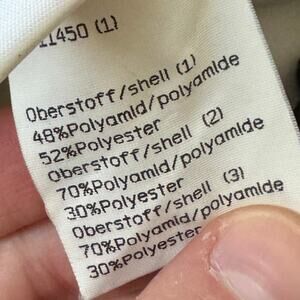 11450 (1)
Oberstoff/shell (1)
48%Polyamid/polyamide
52%Polyester
Oberstoff/shell (2)
70%Polyamid/polyamide
30%Polyester
Oberstoff/shell (3)
70%Polyamid/polyamide
30%Polyester